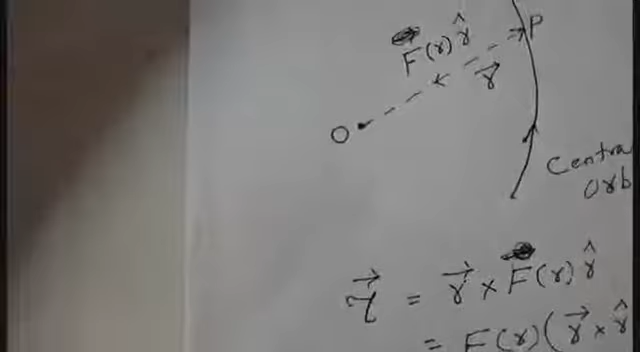 P
F(r) r̂
r⃗
O
Centra
Orb
τ⃗ = r⃗ × F(r) r̂
= F(r) (r⃗ × r̂